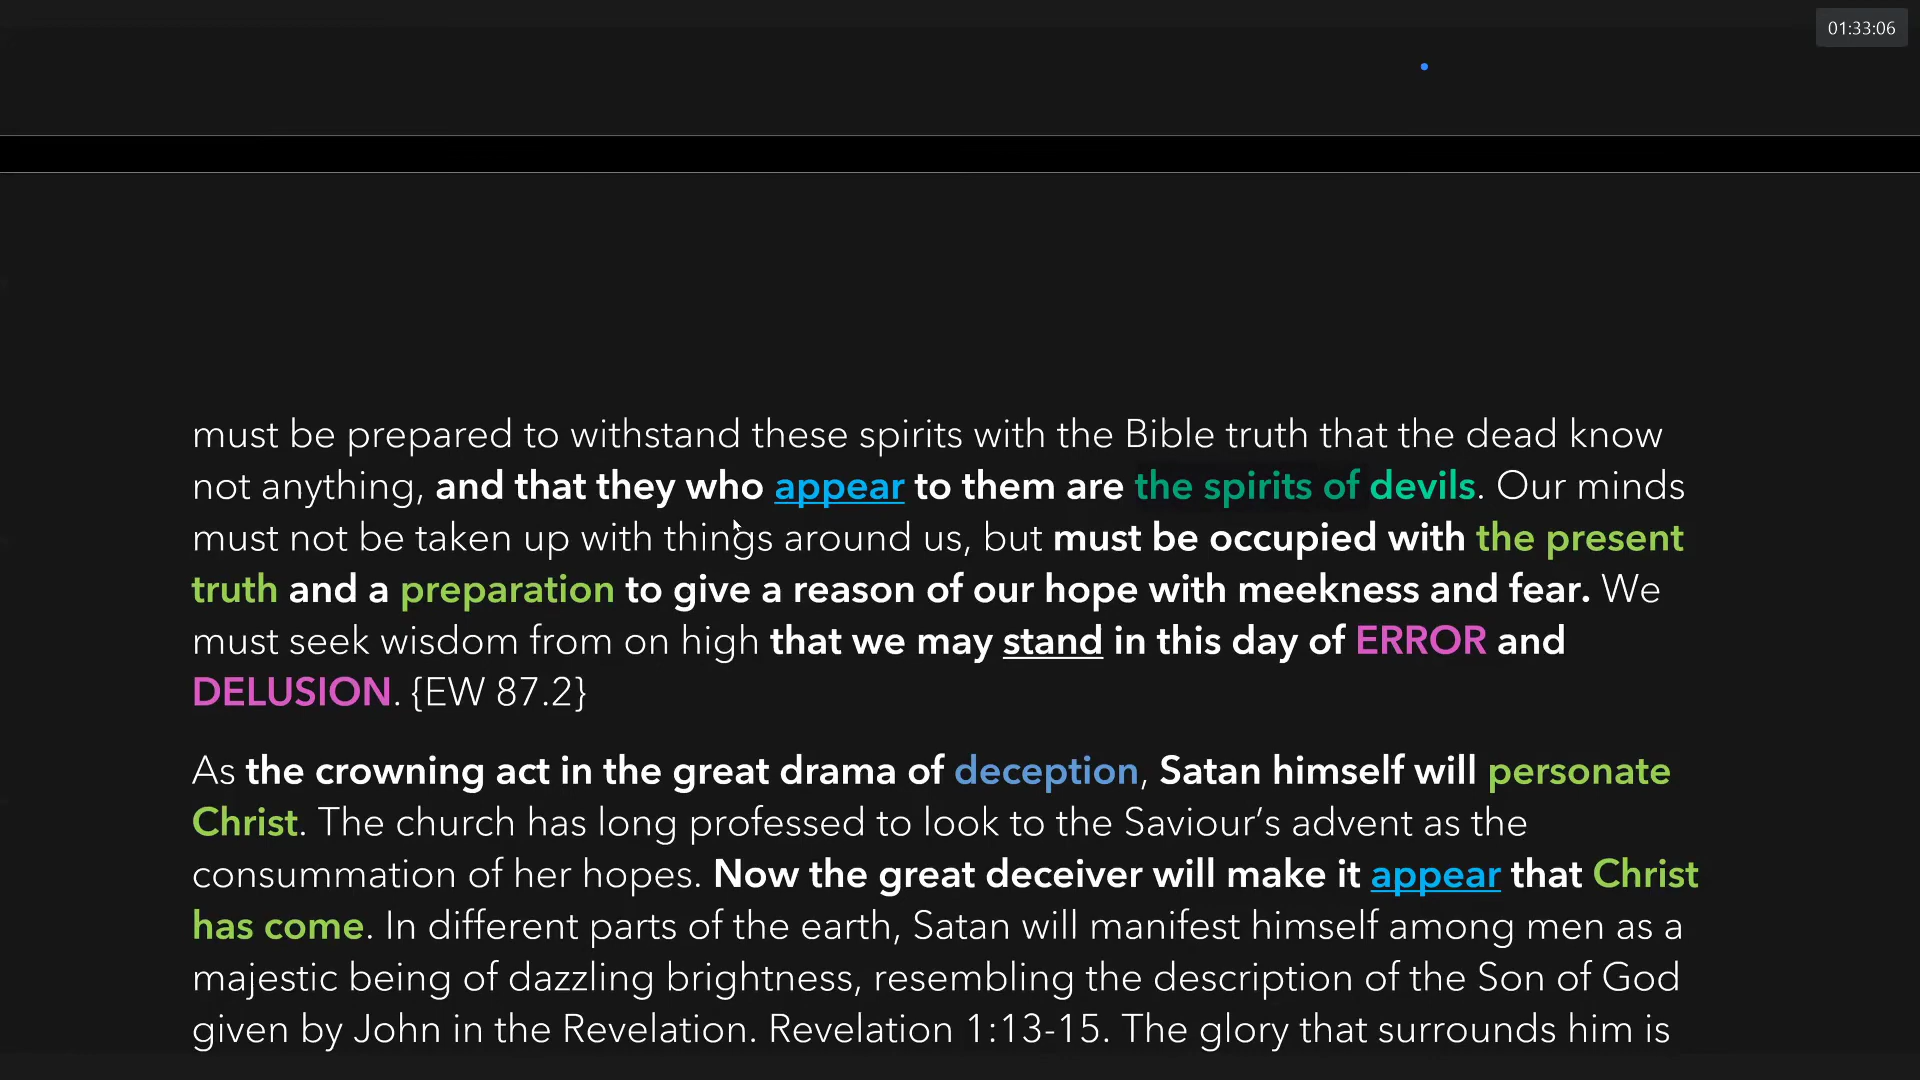 01:33:06
must be prepared to withstand these spirits with the Bible truth that the dead know
not anything, and that they who appear to them are the spirits of devils. Our minds
must not be taken up with things around us, but must be occupied with the present
truth and a preparation to give a reason of our hope with meekness and fear. We
must seek wisdom from on high that we may stand in this day of ERROR and
DELUSION. {EW 87.2}
As the crowning act in the great drama of deception, Satan himself will personate
Christ. The church has long professed to look to the Saviour’s advent as the
consummation of her hopes. Now the great deceiver will make it appear that Christ
has come. In different parts of the earth, Satan will manifest himself among men as a
majestic being of dazzling brightness, resembling the description of the Son of God
given by John in the Revelation. Revelation 1:13-15. The glory that surrounds him is